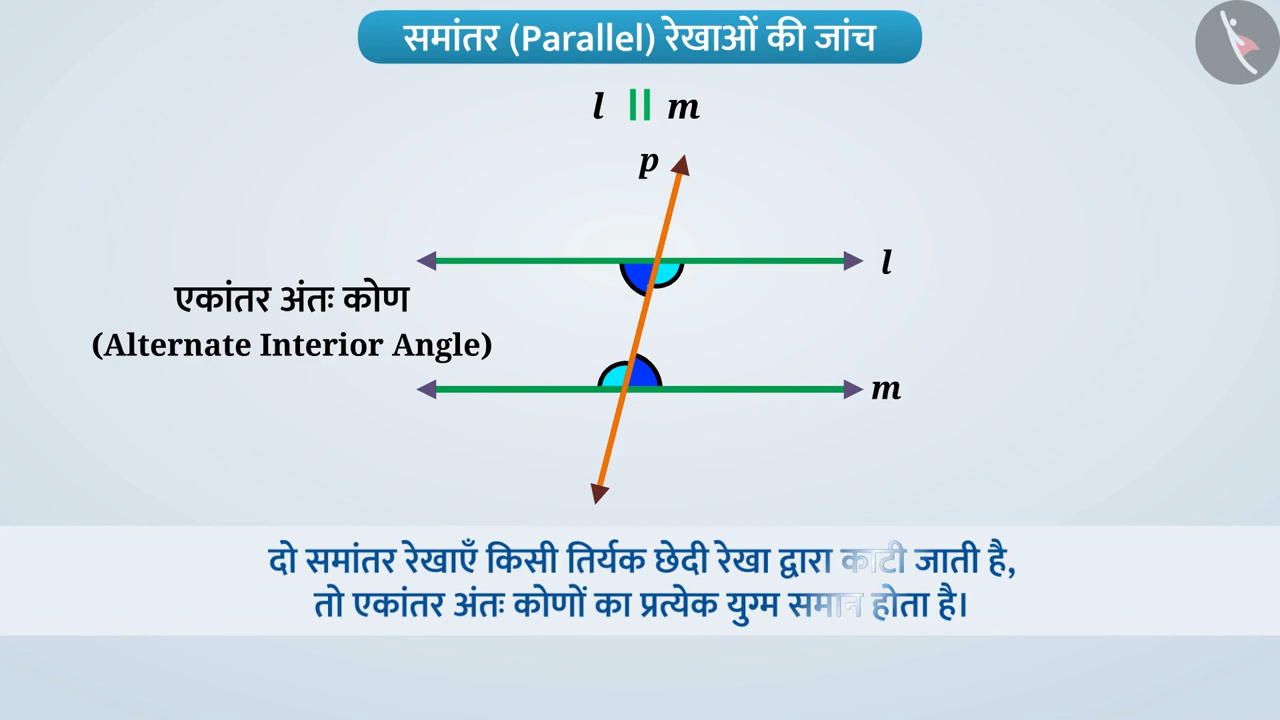 समांतर (Parallel) रेखाओं की जांच
l || m
p
l
एकांतर अंतः कोण
(Alternate Interior Angle)
m
दो समांतर रेखाएँ किसी तिर्यक छेदी रेखा द्वारा काटी जाती है,
तो एकांतर अंतः कोणों का प्रत्येक युग्म समान होता है।